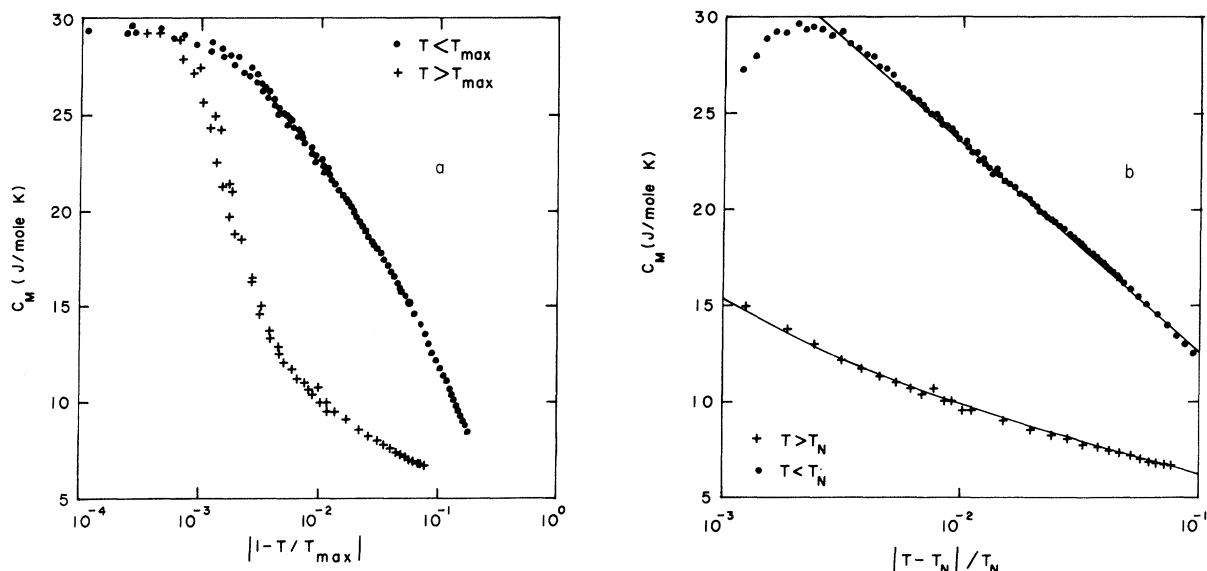 30
25
20
15
10
5
C_M (J/mole K)
● T<T_max
+ T>T_max
a
10^-4 10^-3 10^-2 10^-1 10^0
|1-T/T_max|
30
25
20
15
10
5
C_M (J/mole K)
b
+ T>T_N
● T<T_N
10^-3 10^-2 10^-1
|T-T_N|/T_N